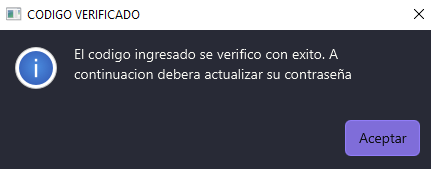 CODIGO VERIFICADO
El codigo ingresado se verifico con exito. A
continuacion debera actualizar su contraseña
Aceptar